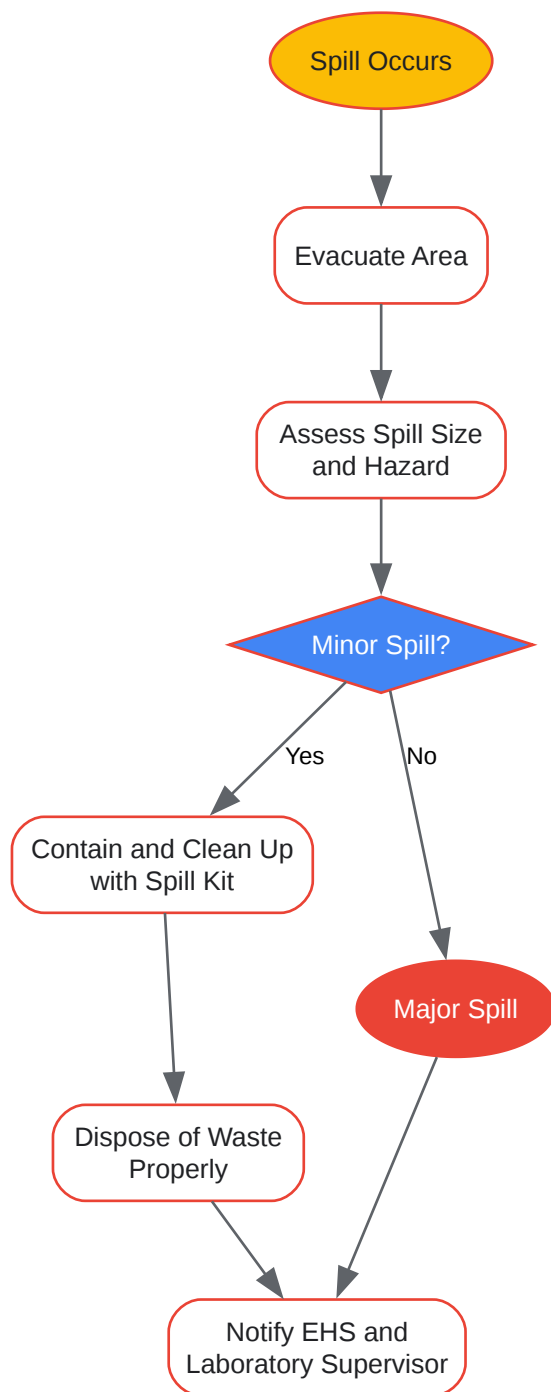 Spill Occurs
Evacuate Area
Assess Spill Size
and Hazard
Minor Spill?
Yes
No
Contain and Clean Up
with Spill Kit
Major Spill
Dispose of Waste
Properly
Notify EHS and
Laboratory Supervisor